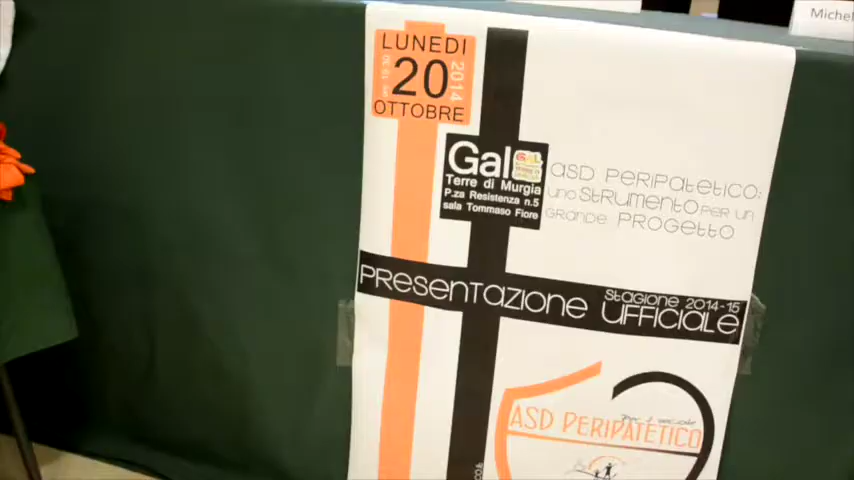 Michel
LUNEDI
20
2014
OTTOBRE
Gal
Terre di Murgia
P.za Resistenza n.5
sala Tommaso Fiore
ASD PERIPATETICO:
uno STRUMENTO PER UN
GRANDE PROGETTO
PRESENTAZIONE
STAGIONE 2014-15
UFFICIALE
ASD PERIPATETICO